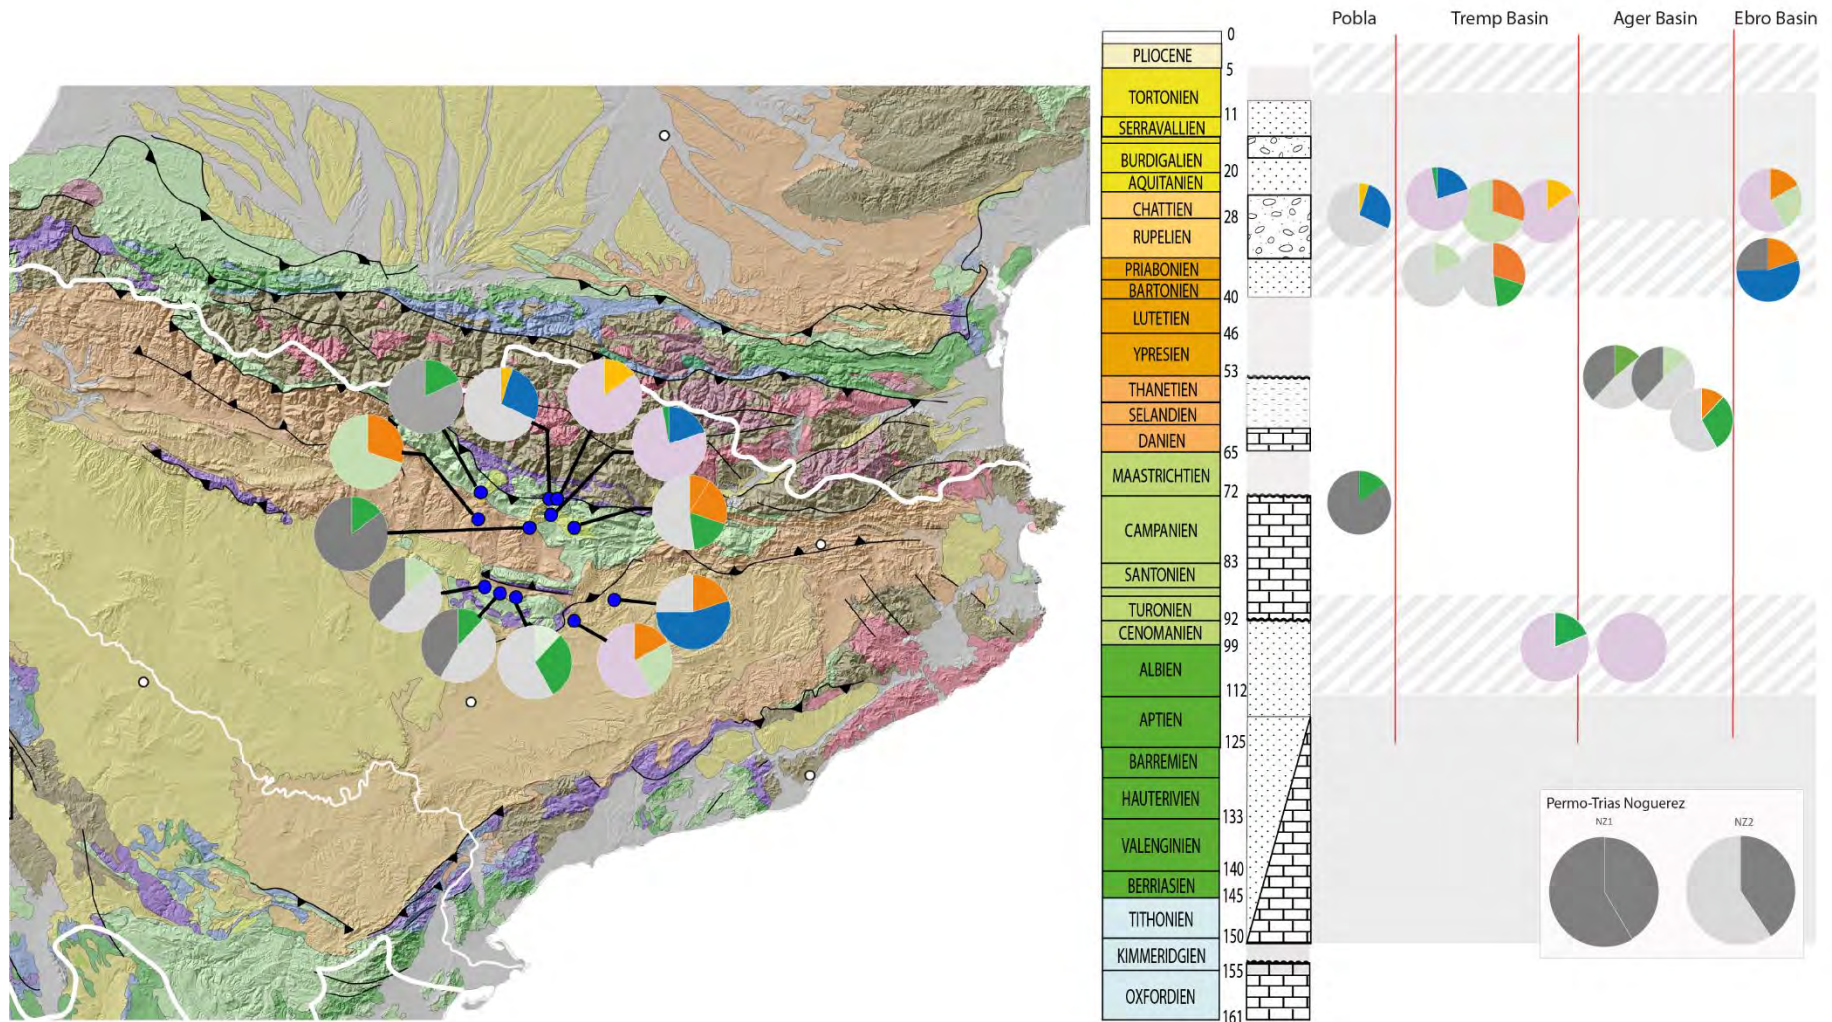 Pobla Tremp Basin Ager Basin Ebro Basin
0
PLIOCENE
5
TORTONIEN
11
SERRAVALLIEN
BURDIGALIEN
20
AQUITANIEN
CHATTIEN
28
RUPELIEN
PRIABONIEN
BARTONIEN
40
LUTETIEN
46
YPRESIEN
53
THANETIEN
SELANDIEN
DANIEN
65
MAASTRICHTIEN
72
CAMPANIEN
83
SANTONIEN
TURONIEN
92
CENOMANIEN
99
ALBIEN
112
APTIEN
125
BARREMIEN
HAUTERIVIEN
133
VALENGINIEN
140
BERRIASIEN
145
TITHONIEN
150
KIMMERIDGIEN
155
OXFORDIEN
161
Permo-Trias Noguerez
NZ1 NZ2